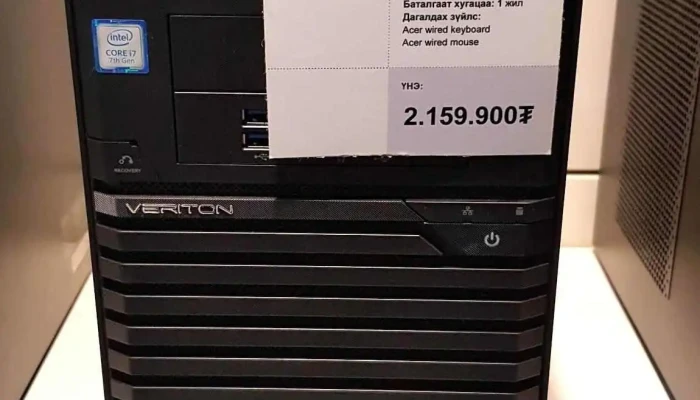 Баталгаат хугацаа: 1 жил
Дагалдах зүйлс:
Acer wired keyboard
Acer wired mouse
ҮНЭ:
2.159.900₮
intel
CORE i7
7th Gen
RECOVERY
VERITON